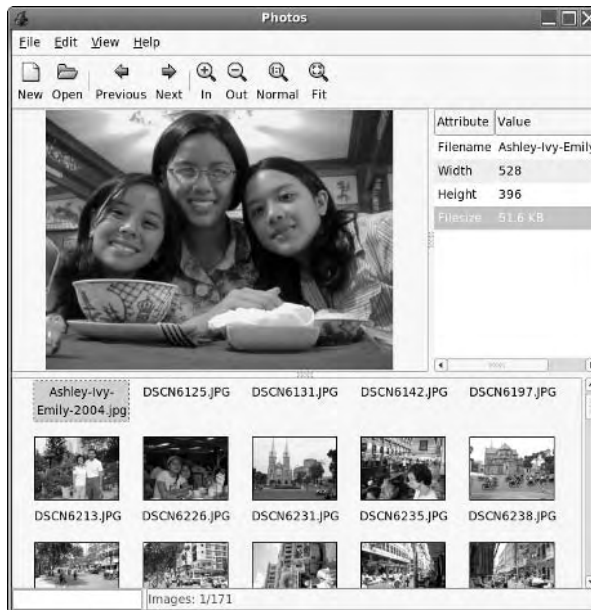 Photos
File Edit View Help
New Open Previous Next In Out Normal Fit
Attribute Value
Filename Ashley-Ivy-Emily
Width 528
Height 396
Filesize 51.6 KB
Ashley-Ivy-
Emily-2004.jpg
DSCN6125.JPG DSCN6131.JPG DSCN6142.JPG DSCN6197.JPG
DSCN6213.JPG DSCN6226.JPG DSCN6231.JPG DSCN6235.JPG DSCN6238.JPG
Images: 1/171